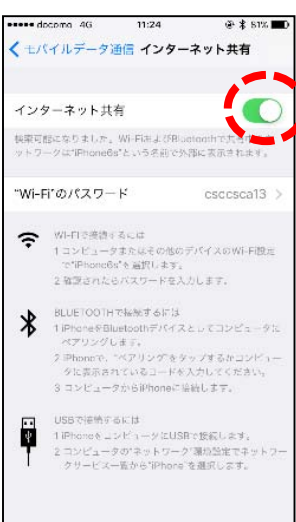 docomo 4G 11:24 81%
モバイルデータ通信 インターネット共有
インターネット共有
検索可能になりました。Wi-FiおよびBluetoothで共有
ットワークは"iPhone6s"という名前で外部に表示されます。
"Wi-Fi"のパスワード csccsca13
WI-FIで接続するには
1 コンピュータまたはその他のデバイスのWi-Fi設定
で"iPhone6s"を選択します。
2 確認されたらパスワードを入力します。
BLUETOOTHで接続するには
1 iPhoneをBluetoothデバイスとしてコンピュータに
ペアリングします。
2 iPhoneで、"ペアリング"をタップするかコンピュー
タに表示されているコードを入力してください。
3 コンピュータからiPhoneに接続します。
USBで接続するには
1 iPhoneをコンピュータにUSBで接続します。
2 コンピュータの"ネットワーク"環境設定でネットワー
クサービス一覧から"iPhone"を選択します。